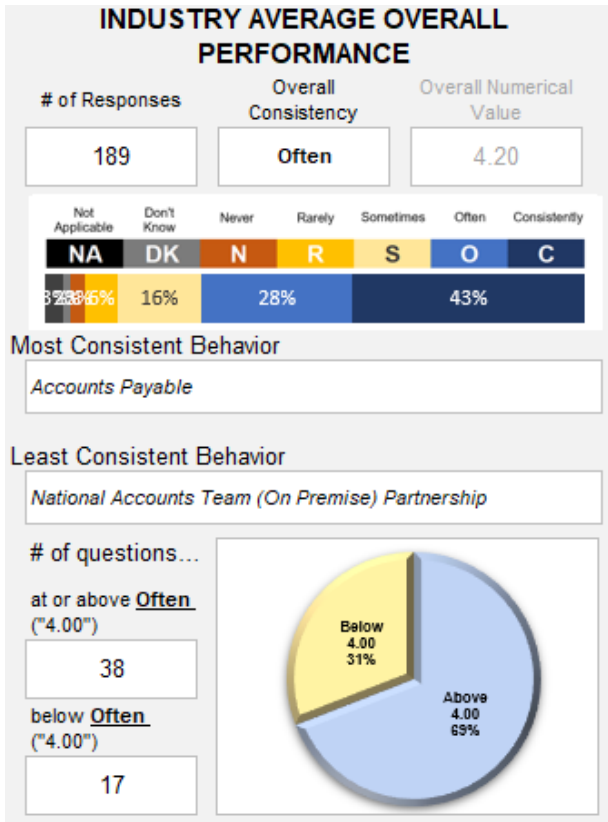 INDUSTRY AVERAGE OVERALL
PERFORMANCE
# of Responses
Overall
Consistency
Overall Numerical
Value
189
Often
4.20
Not
Applicable
Don't
Know
Never
Rarely
Sometimes
Often
Consistently
NA
DK
N
R
S
O
C
6%
16%
28%
43%
Most Consistent Behavior
Accounts Payable
Least Consistent Behavior
National Accounts Team (On Premise) Partnership
# of questions...
at or above Often
("4.00")
38
below Often
("4.00")
17
Below
4.00
31%
Above
4.00
69%